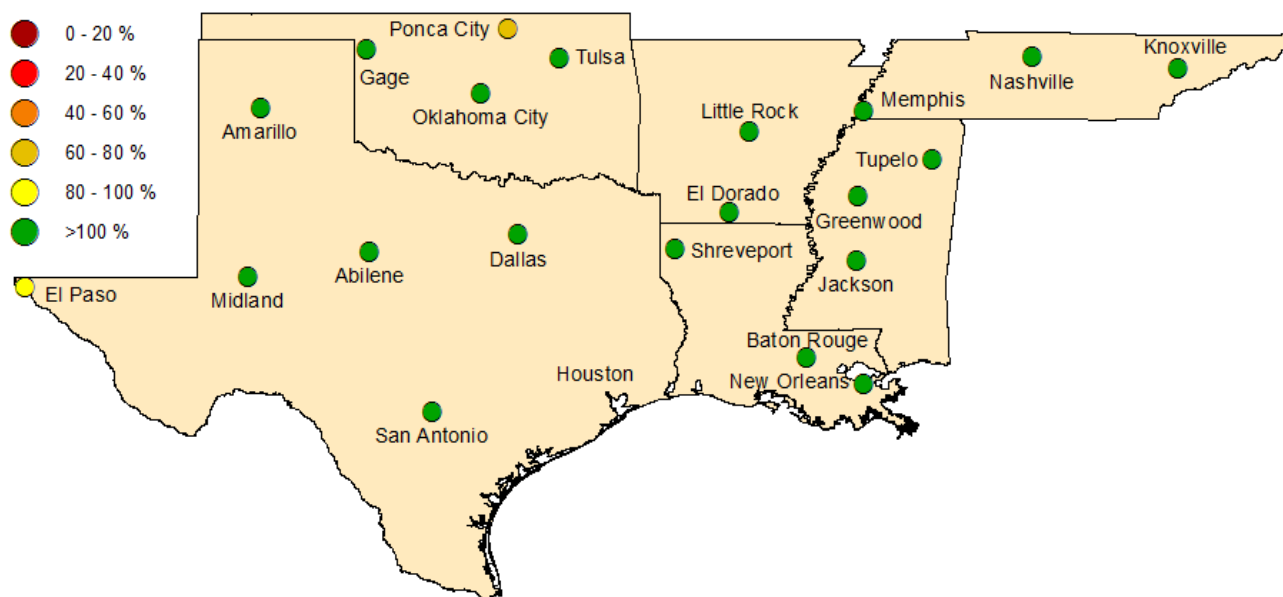 0 - 20 %
20 - 40 %
40 - 60 %
60 - 80 %
80 - 100 %
>100 %
Ponca City
Tulsa
Gage
Oklahoma City
Amarillo
Knoxville
Nashville
Memphis
Little Rock
Tupelo
El Dorado
Greenwood
Dallas
Shreveport
Abilene
Jackson
El Paso
Midland
Baton Rouge
Houston
New Orleans
San Antonio